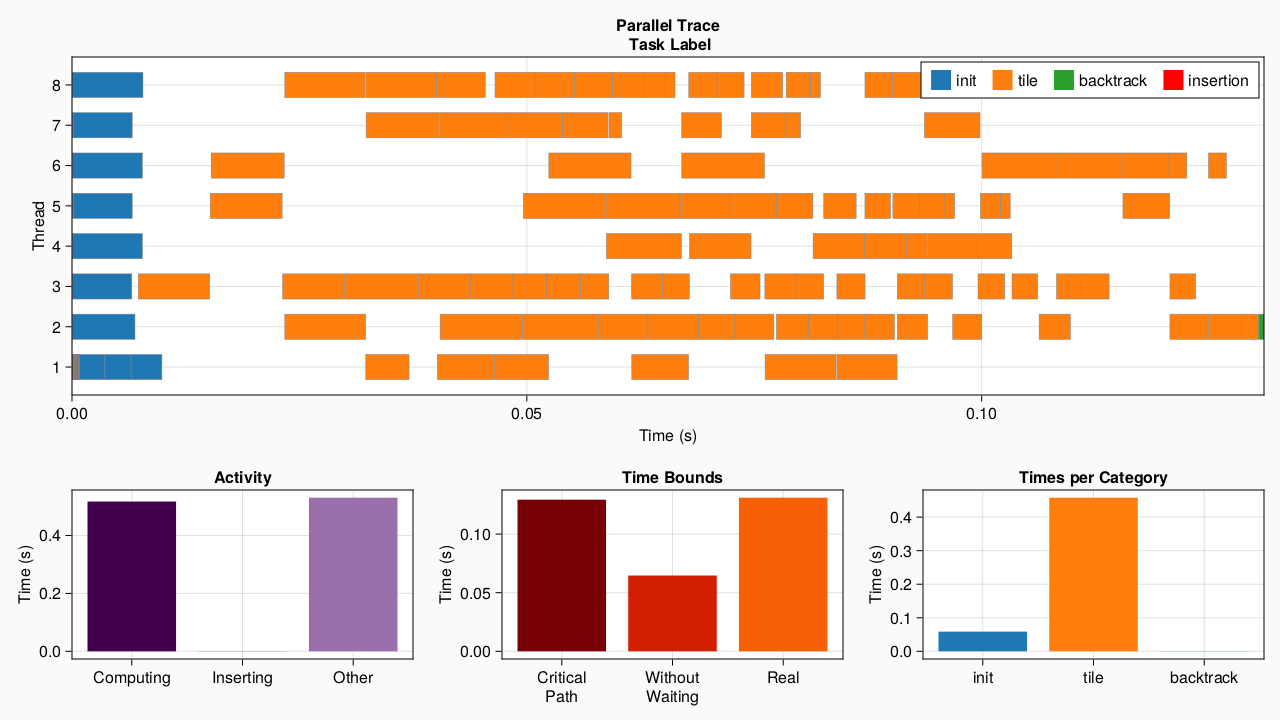 Parallel Trace
Task Label
init tile backtrack insertion
Thread
8
7
6
5
4
3
2
1
0.00 0.05 0.10
Time (s)
Activity
Time (s)
0.4
0.2
0.0
Computing Inserting Other
Time Bounds
Time (s)
0.10
0.05
0.00
Critical Path Without Waiting Real
Times per Category
Time (s)
0.4
0.3
0.2
0.1
0.0
init tile backtrack